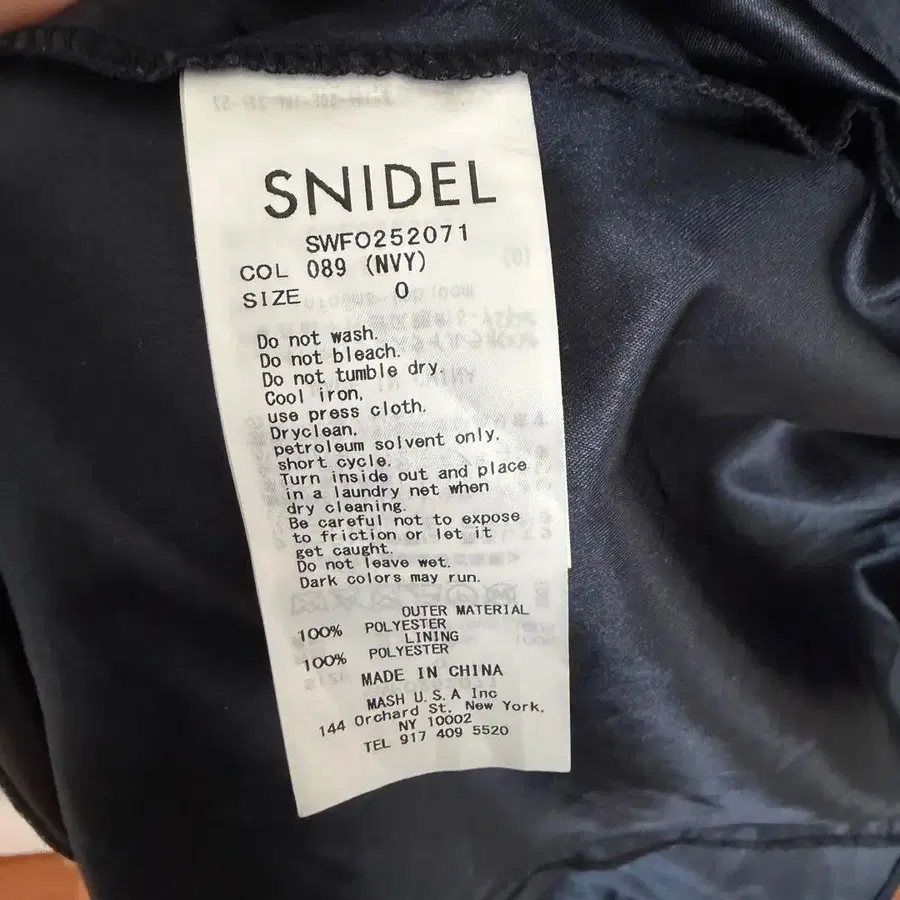 SNIDEL
SWFO252071
COL 089 (NVY)
SIZE 0
Do not wash.
Do not bleach.
Do not tumble dry.
Cool iron,
use press cloth.
Dryclean,
petroleum solvent only,
short cycle.
Turn inside out and place
in a laundry net when
dry cleaning.
Be careful not to expose
to friction or let it
get caught.
Do not leave wet.
Dark colors may run.
OUTER MATERIAL
100% POLYESTER
LINING
100% POLYESTER
MADE IN CHINA
MASH U.S.A Inc
144 Orchard St. New York,
NY 10002
TEL 917 409 5520